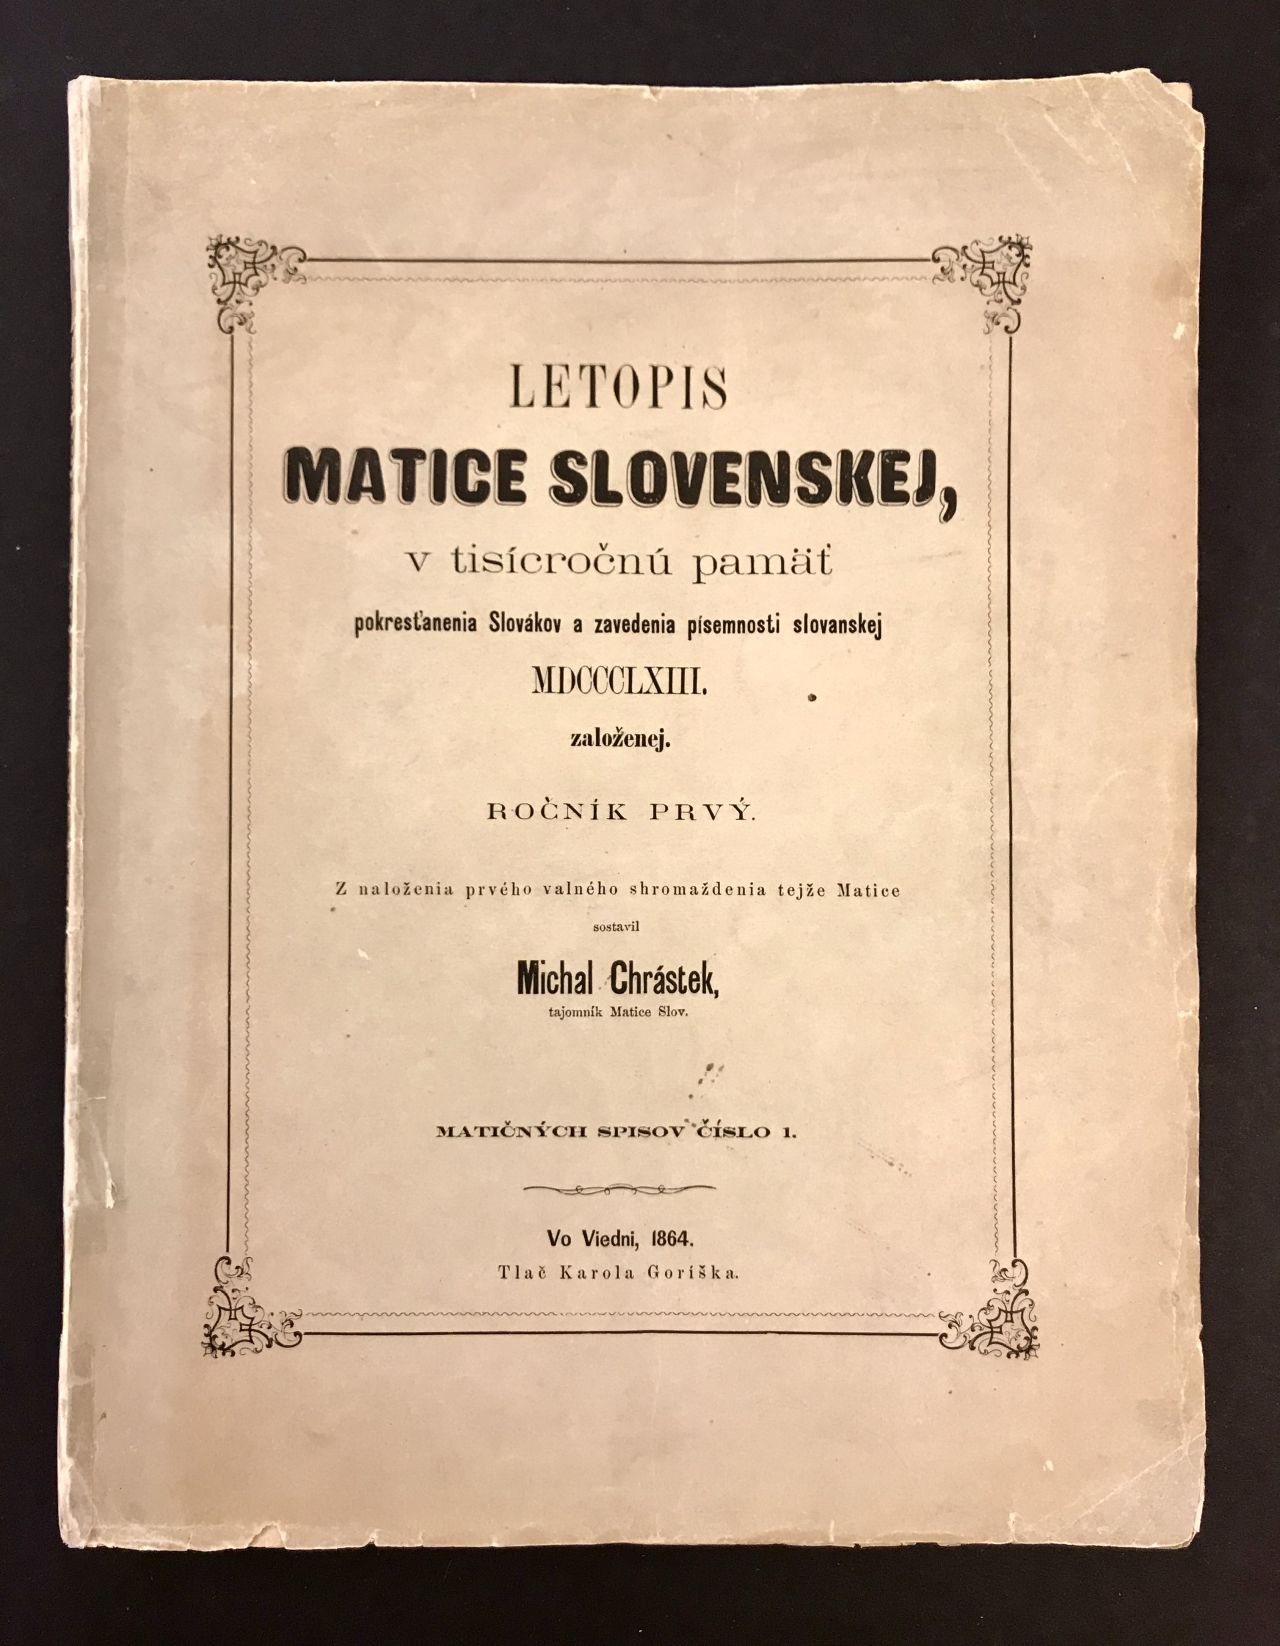 LETOPIS
MATICE SLOVENSKEJ,
v tisícročnú pamäť
pokresťanenia Slovákov a zavedenia písemnosti slovanskej
MDCCCLXIII.
založenej.
ROČNÍK PRVÝ.
Z naloženia prvého valného shromaždenia tejže Matice
sostavil
Michal Chrástek,
tajomník Matice Slov.
MATIČNÝCH SPISOV ČÍSLO 1.
Vo Viedni, 1864.
Tlač Karola Goríška.